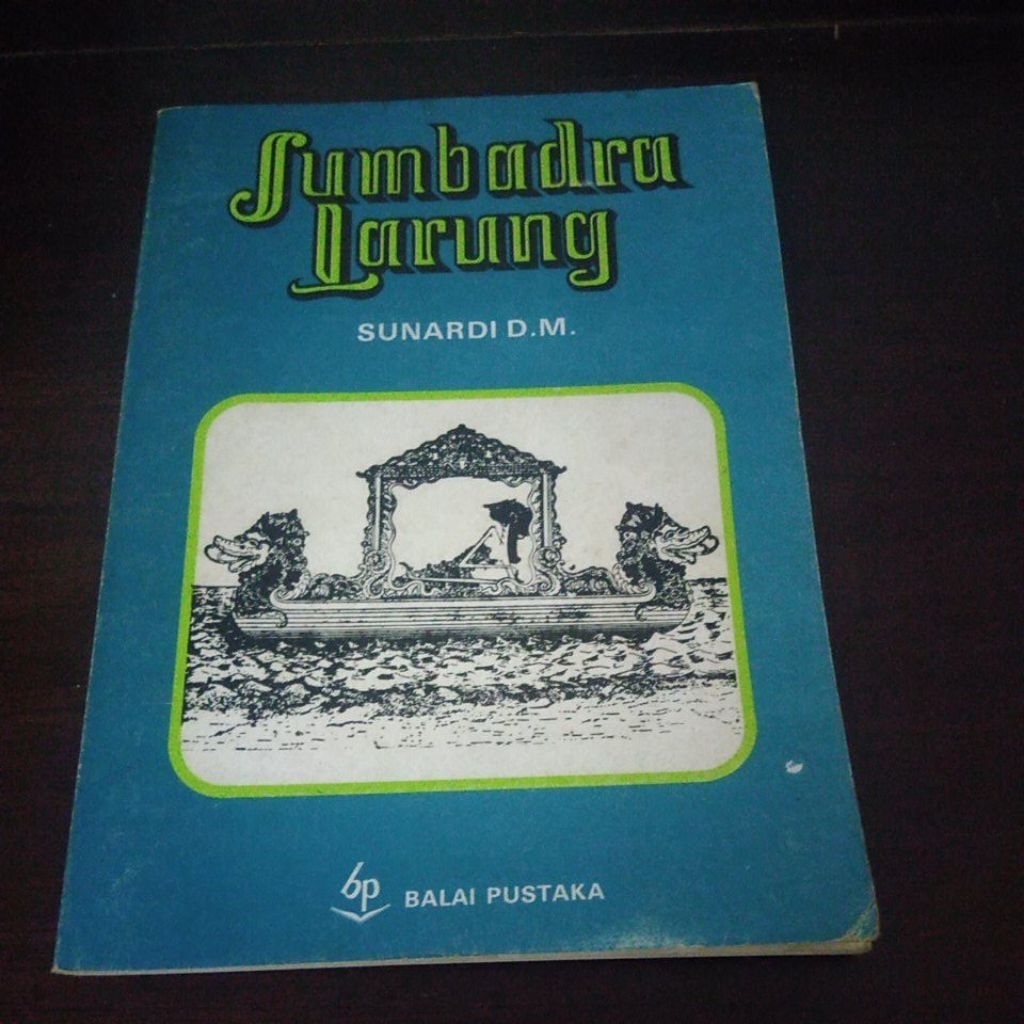 Sumbadra
Larung
SUNARDI D.M.
bp BALAI PUSTAKA